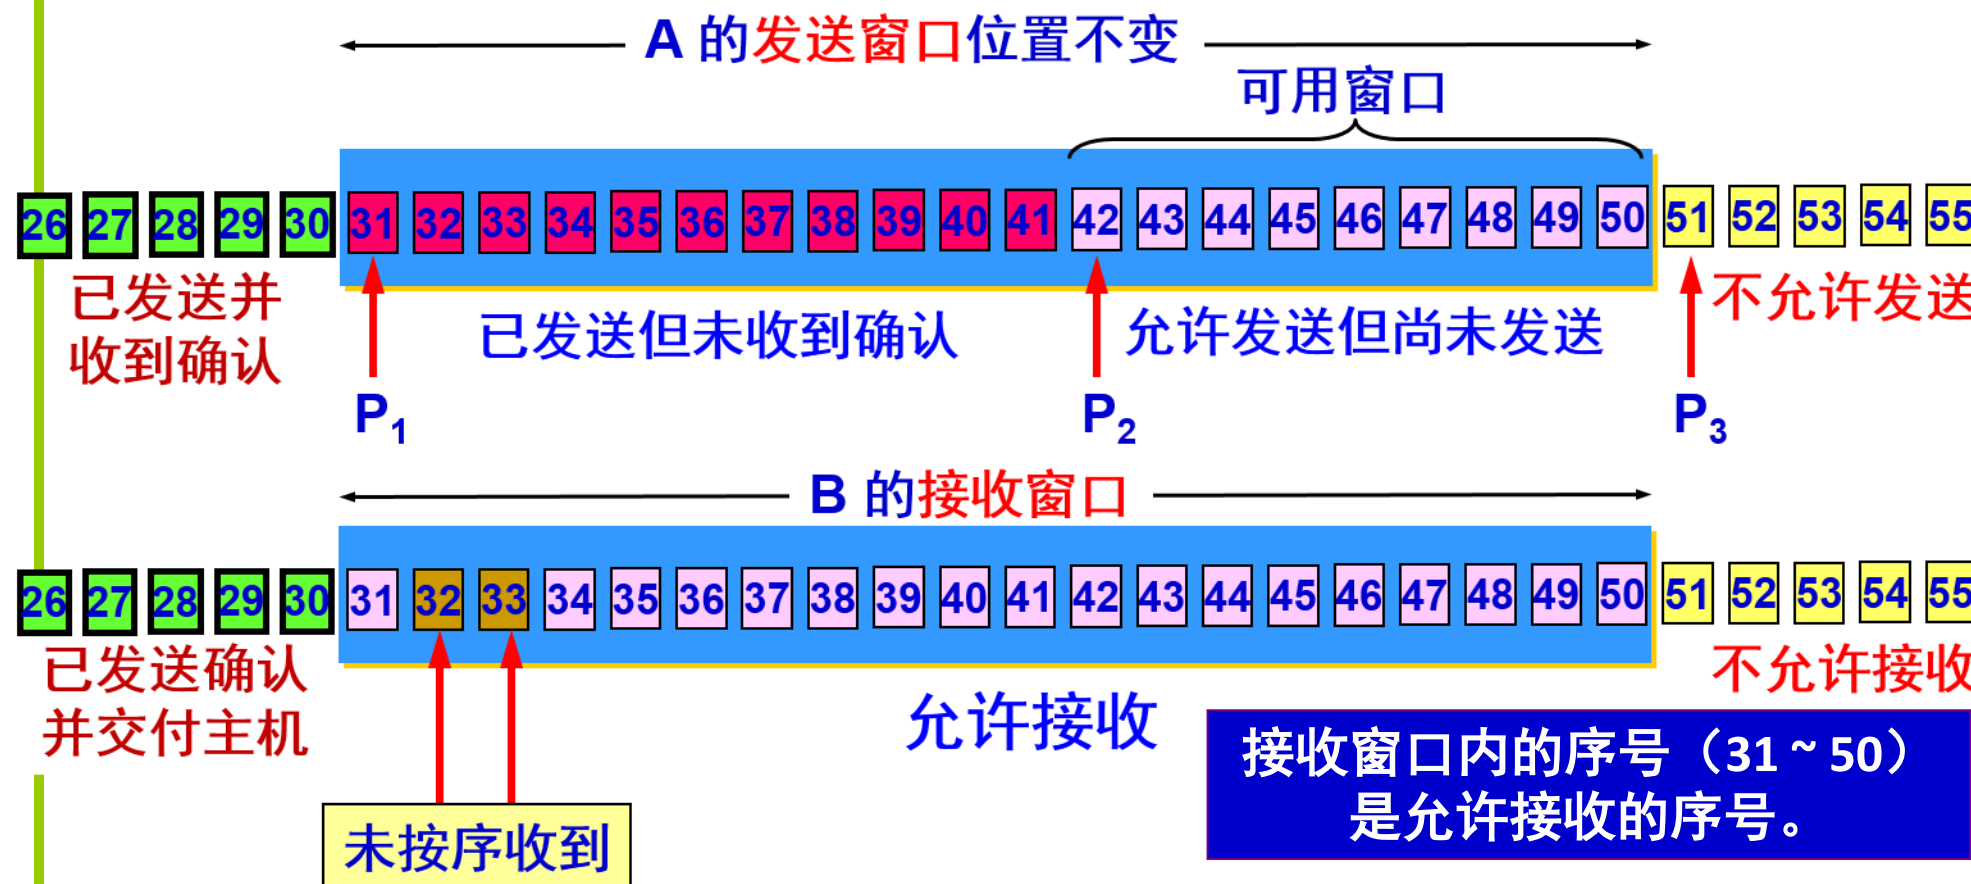 A 的发送窗口位置不变
可用窗口
26 27 28 29 30 31 32 33 34 35 36 37 38 39 40 41 42 43 44 45 46 47 48 49 50 51 52 53 54 55
已发送并
收到确认
已发送但未收到确认
允许发送但尚未发送
不允许发送
P1
P2
P3
B 的接收窗口
26 27 28 29 30 31 32 33 34 35 36 37 38 39 40 41 42 43 44 45 46 47 48 49 50 51 52 53 54 55
已发送确认
并交付主机
允许接收
不允许接收
接收窗口内的序号（31 ~ 50）
是允许接收的序号。
未按序收到